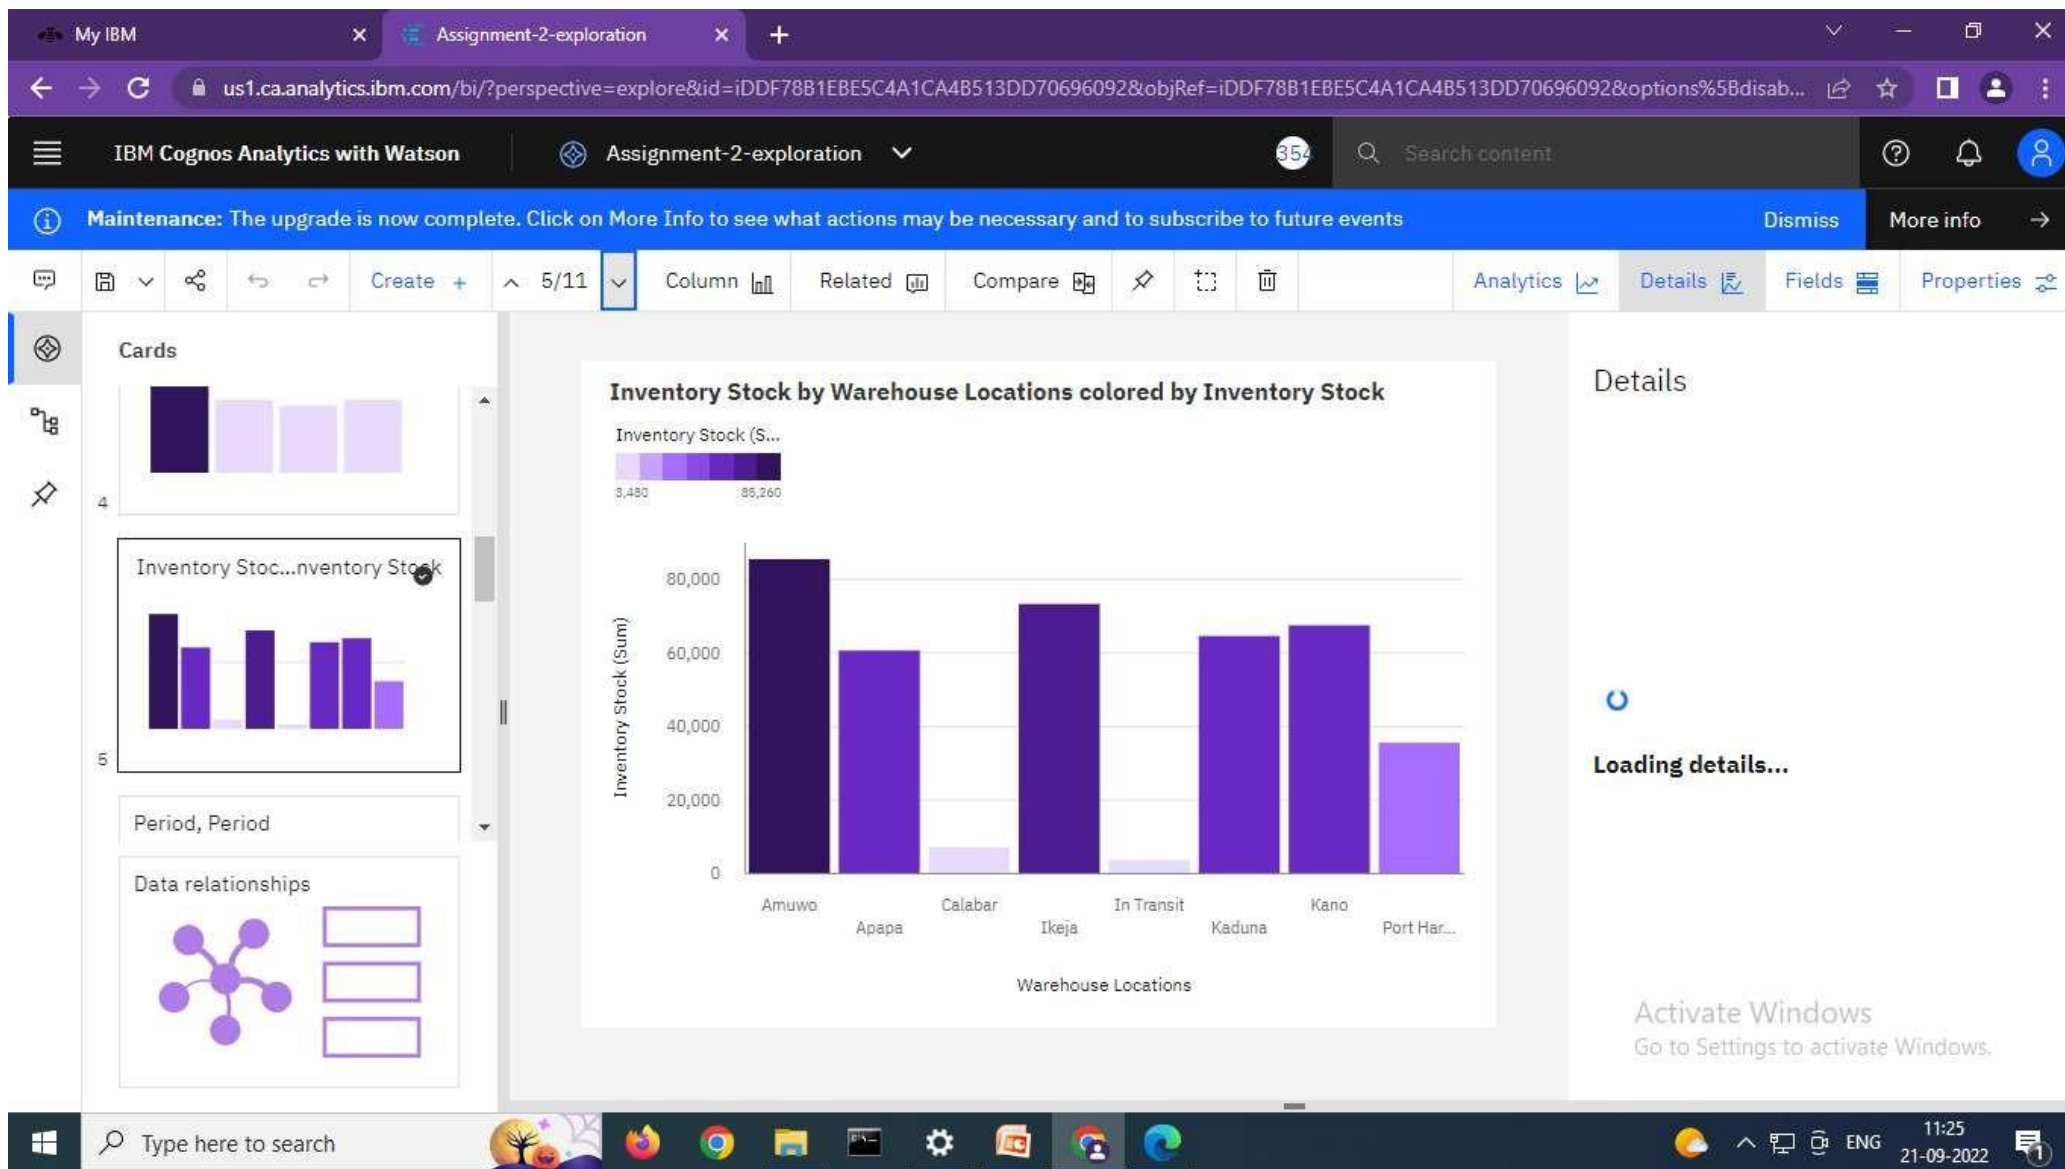 My IBM
Assignment-2-exploration
us1.ca.analytics.ibm.com/bi/?perspective=explore&id=iDDF78B1EBE5C4A1CA4B513DD70696092&objRef=iDDF78B1EBE5C4A1CA4B513DD70696092&options%5Bdisab...
IBM Cognos Analytics with Watson
Assignment-2-exploration
354
Search content
Maintenance: The upgrade is now complete. Click on More Info to see what actions may be necessary and to subscribe to future events
Dismiss
More info
Create +
5/11
Column
Related
Compare
Analytics
Details
Fields
Properties
Cards
4
Inventory Stoc...nventory Stock
5
Period, Period
Data relationships
Inventory Stock by Warehouse Locations colored by Inventory Stock
Inventory Stock (S...
3,480
85,260
Inventory Stock (Sum)
80,000
60,000
40,000
20,000
0
Amuwo
Apapa
Calabar
Ikeja
In Transit
Kaduna
Kano
Port Har...
Warehouse Locations
Details
Loading details...
Activate Windows
Go to Settings to activate Windows.
Type here to search
ENG
11:25
21-09-2022
1